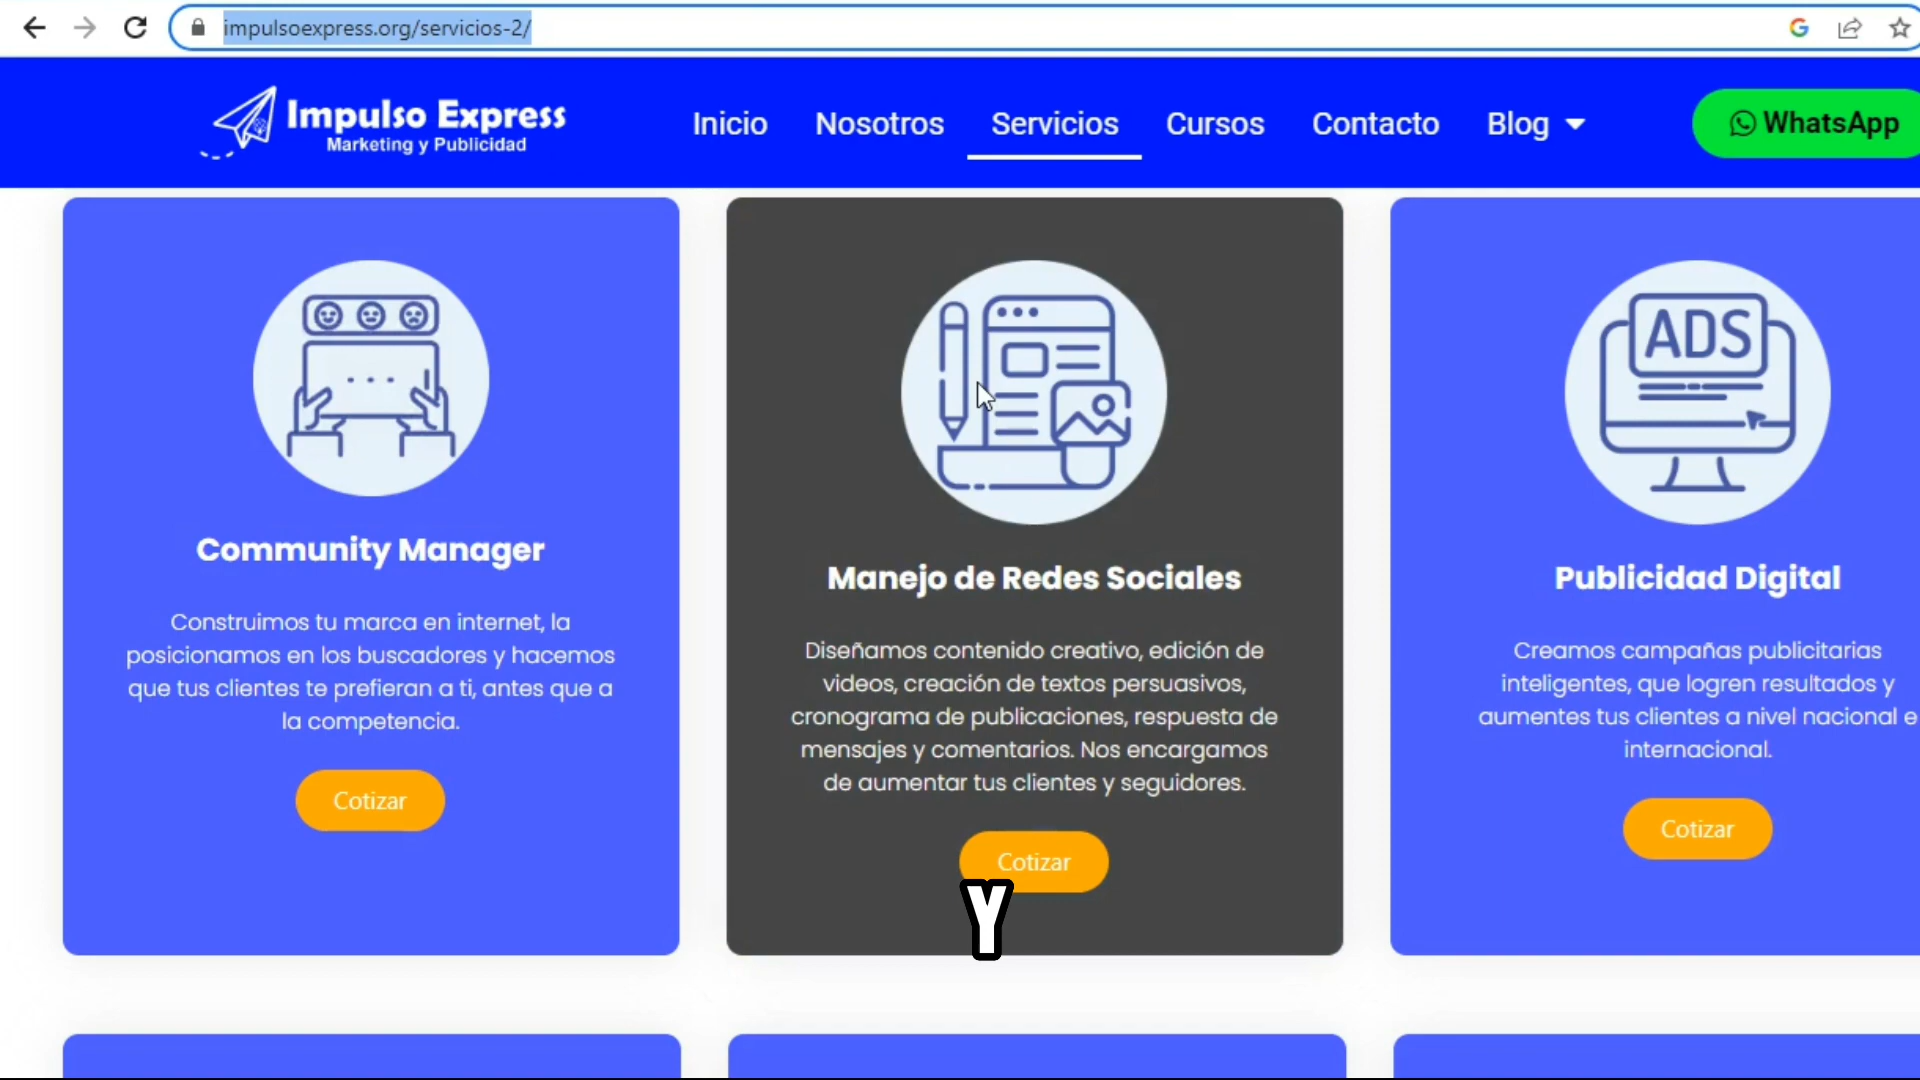 impulsoexpress.org/servicios-2/
Impulso Express
Marketing y Publicidad
Inicio
Nosotros
Servicios
Cursos
Contacto
Blog
WhatsApp
Community Manager
Construimos tu marca en internet, la
posicionamos en los buscadores y hacemos
que tus clientes te prefieran a ti, antes que a
la competencia.
Cotizar
Manejo de Redes Sociales
Diseñamos contenido creativo, edición de
videos, creación de textos persuasivos,
cronograma de publicaciones, respuesta de
mensajes y comentarios. Nos encargamos
de aumentar tus clientes y seguidores.
Cotizar
Y
ADS
Publicidad Digital
Creamos campañas publicitarias
inteligentes, que logren resultados y
aumentes tus clientes a nivel nacional e
internacional.
Cotizar